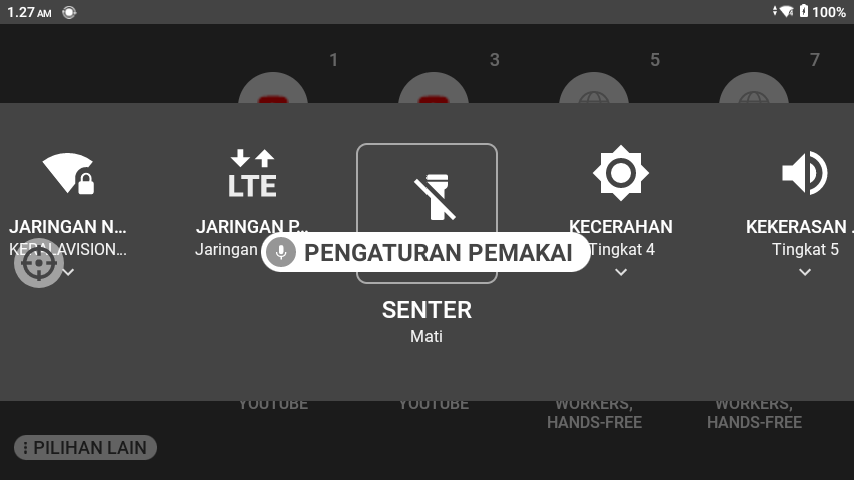 1.27 AM
100%
1
3
5
7
LTE
JARINGAN N...
KERALAVISION...
JARINGAN P...
Jaringan
KECERAHAN
Tingkat 4
KEKERASAN .
Tingkat 5
PENGATURAN PEMAKAI
SENTER
Mati
YOUTUBE
YOUTUBE
WORKERS,
HANDS-FREE
WORKERS,
HANDS-FREE
PILIHAN LAIN